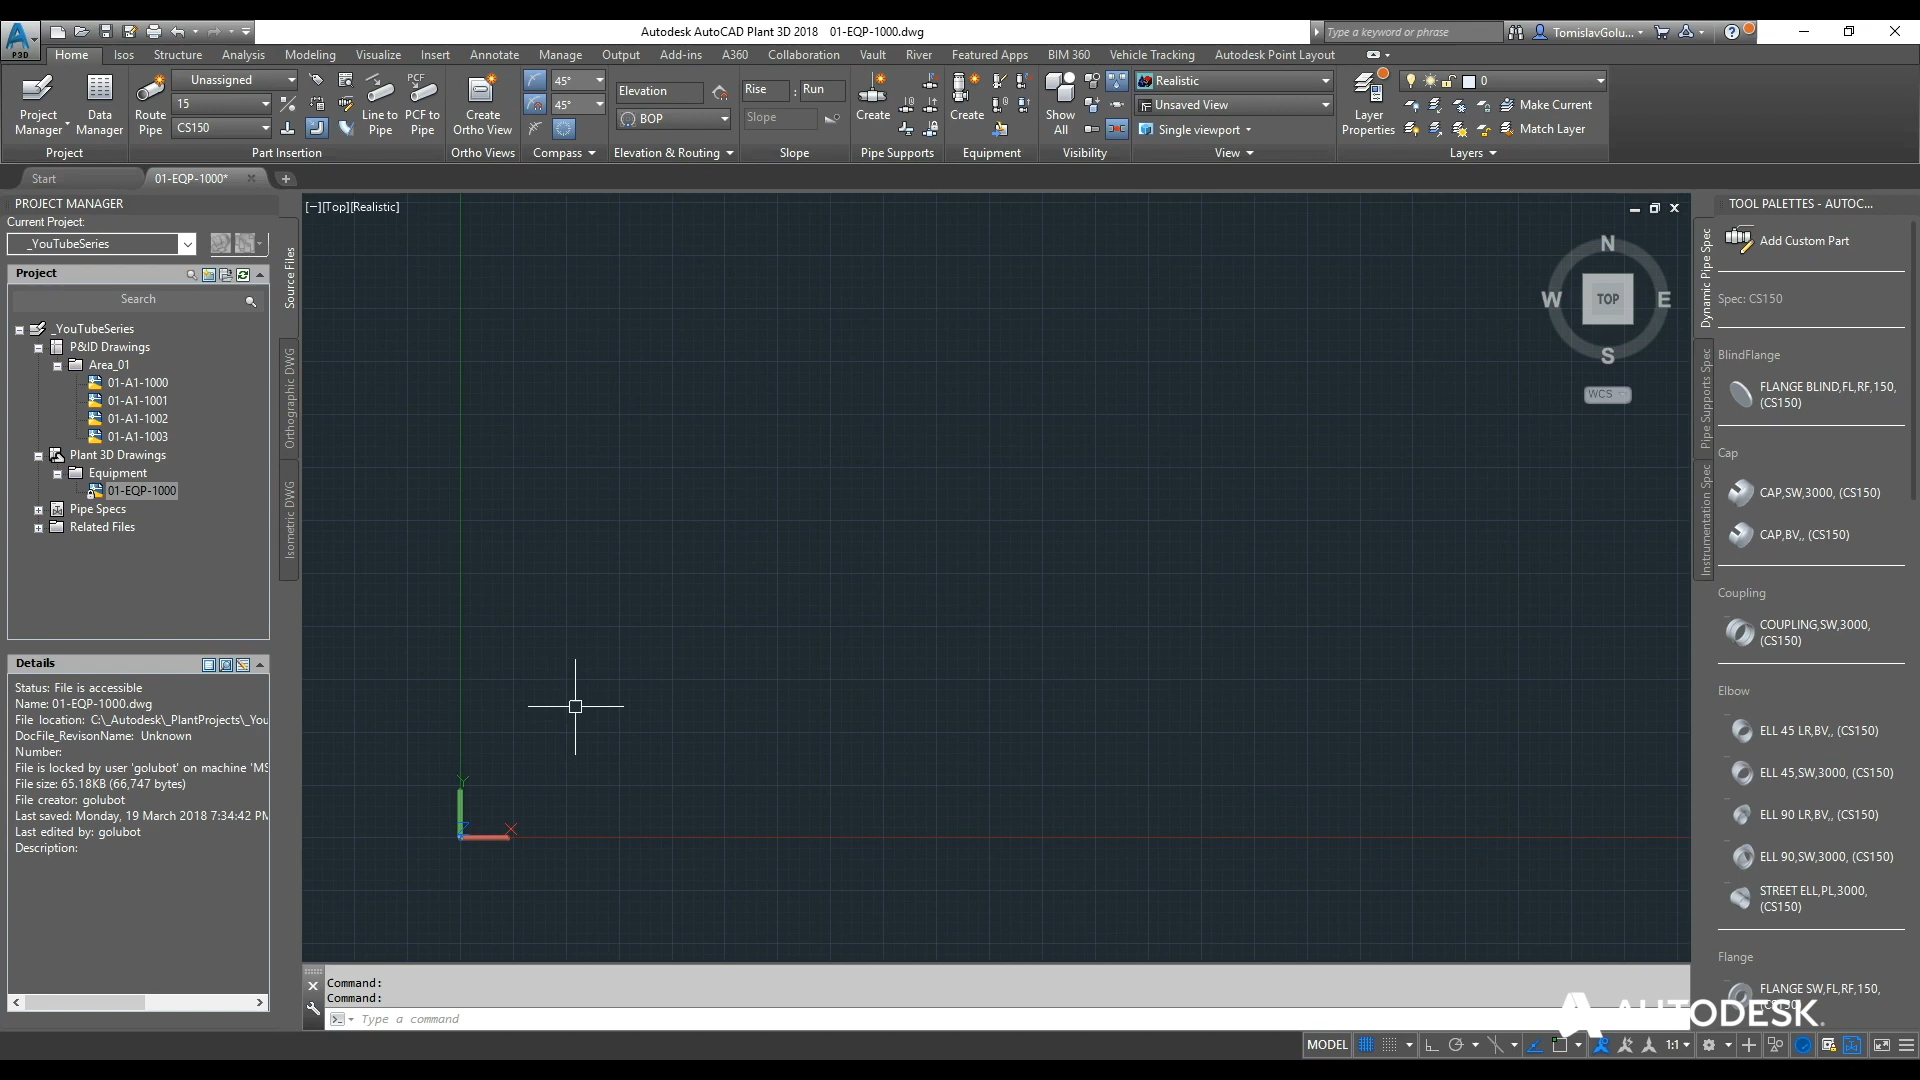 Autodesk AutoCAD Plant 3D 2018 01-EQP-1000.dwg
Type a keyword or phrase
TomislavGolu...
P3D
Home Isos Structure Analysis Modeling Visualize Insert Annotate Manage Output Add-ins A360 Collaboration Vault River Featured Apps BIM 360 Vehicle Tracking Autodesk Point Layout
Project Manager
Data Manager
Project
Route Pipe
Unassigned
15
CS150
Line to Pipe
PCF
PCF to Pipe
Part Insertion
Create Ortho View
Ortho Views
45°
45°
Compass
Elevation
BOP
Elevation & Routing
Rise : Run
Slope
Slope
Create
Pipe Supports
Create
Equipment
Show All
Visibility
Realistic
Unsaved View
Single viewport
View
Layer Properties
0
Make Current
Match Layer
Layers
Start
01-EQP-1000*
PROJECT MANAGER
Current Project:
_YouTubeSeries
Project
Search
_YouTubeSeries
P&ID Drawings
Area_01
01-A1-1000
01-A1-1001
01-A1-1002
01-A1-1003
Plant 3D Drawings
Equipment
01-EQP-1000
Pipe Specs
Related Files
Source Files
Orthographic DWG
Isometric DWG
Details
Status: File is accessible
Name: 01-EQP-1000.dwg
File location: C:\_Autodesk\_PlantProjects\_You
DocFile_RevisonName: Unknown
Number:
File is locked by user 'golubot' on machine 'MS
File size: 65.18KB (66,747 bytes)
File creator: golubot
Last saved: Monday, 19 March 2018 7:34:42 PM
Last edited by: golubot
Description:
[−][Top][Realistic]
N
W TOP E
S
WCS
Y
Z
X
Command:
Command:
Type a command
MODEL
1:1
TOOL PALETTES - AUTOC...
Dynamic Pipe Spec
Pipe Supports Spec
Instrumentation Spec
Add Custom Part
Spec: CS150
BlindFlange
FLANGE BLIND,FL,RF,150,
(CS150)
Cap
CAP,SW,3000, (CS150)
CAP,BV,, (CS150)
Coupling
COUPLING,SW,3000,
(CS150)
Elbow
ELL 45 LR,BV,, (CS150)
ELL 45,SW,3000, (CS150)
ELL 90 LR,BV,, (CS150)
ELL 90,SW,3000, (CS150)
STREET ELL,PL,3000,
(CS150)
Flange
FLANGE SW,FL,RF,150,
AUTODESK.